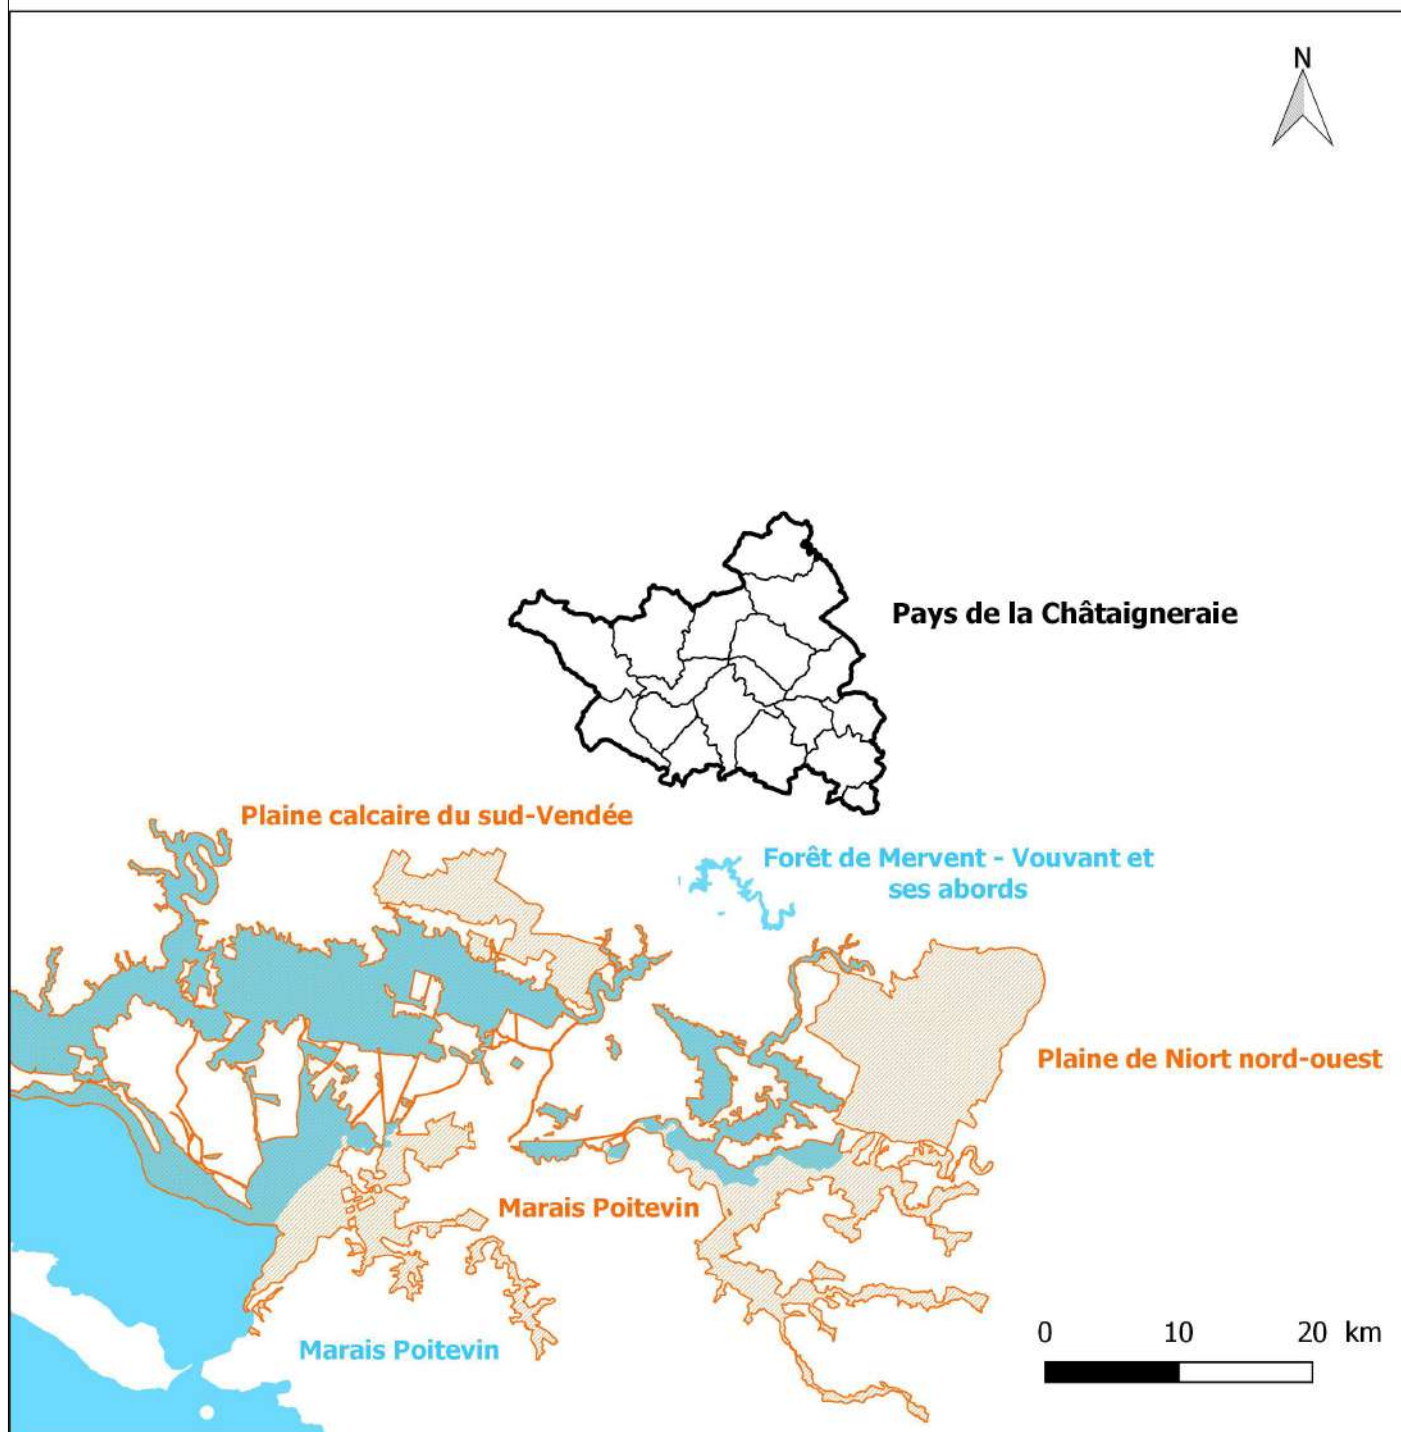 N
Pays de la Châtaigneraie
Plaine calcaire du sud-Vendée
Forêt de Mervent - Vouvant et
ses abords
Plaine de Niort nord-ouest
Marais Poitevin
Marais Poitevin
0 10 20 km